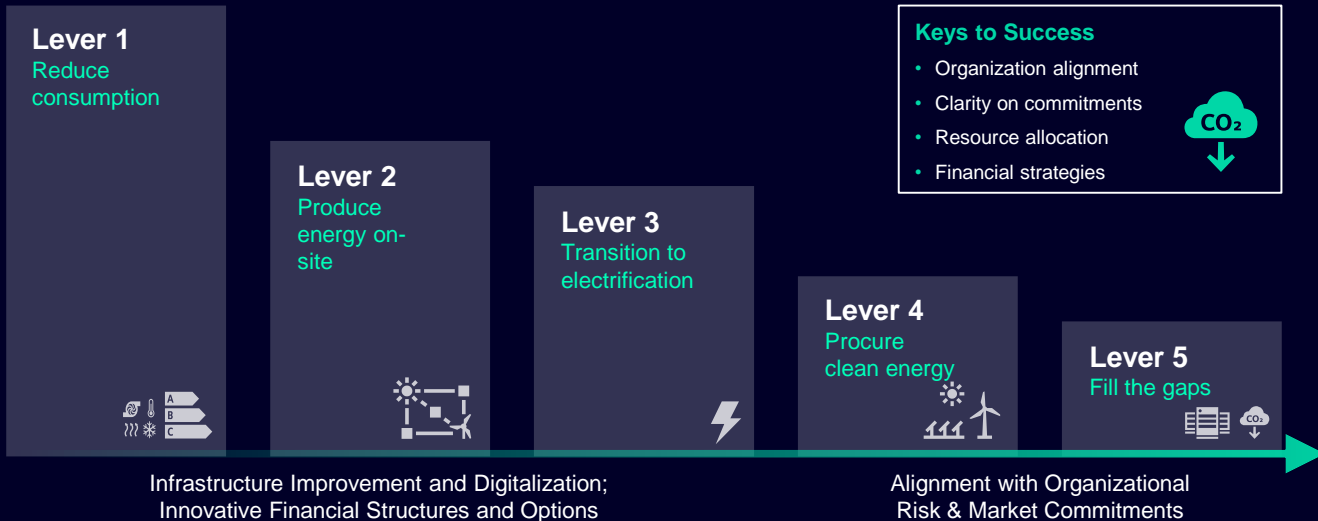 Lever 1
Reduce
consumption
A
B
C
Lever 2
Produce
energy on-
site
Lever 3
Transition to
electrification
Lever 4
Procure
clean energy
Lever 5
Fill the gaps
CO₂
Keys to Success
• Organization alignment
• Clarity on commitments
• Resource allocation
• Financial strategies
CO₂
Infrastructure Improvement and Digitalization;
Innovative Financial Structures and Options
Alignment with Organizational
Risk & Market Commitments